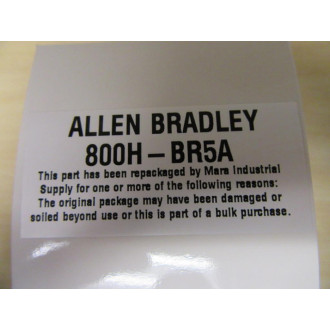 ALLEN BRADLEY
800H-BR5A
This part has been repackaged by Mara Industrial
Supply for one or more of the following reasons:
The original package may have been damaged or
soiled beyond use or this is part of a bulk purchase.